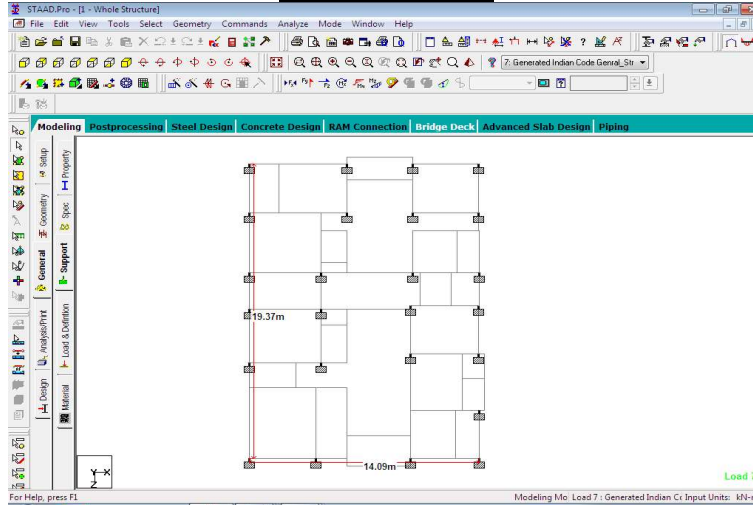 STAAD.Pro - [1 - Whole Structure]
File Edit View Tools Select Geometry Commands Analyze Mode Window Help
7: Generated Indian Code Genral_Str
Modeling Postprocessing Steel Design Concrete Design RAM Connection Bridge Deck Advanced Slab Design Piping
Setup
Property
Geometry
Spec
General
Support
Analysis/Print
Load & Definition
Design
Material
19.37m
14.09m
Y X
Z
Load 7
For Help, press F1
Modeling Mo Load 7 : Generated Indian Cc Input Units: kN-